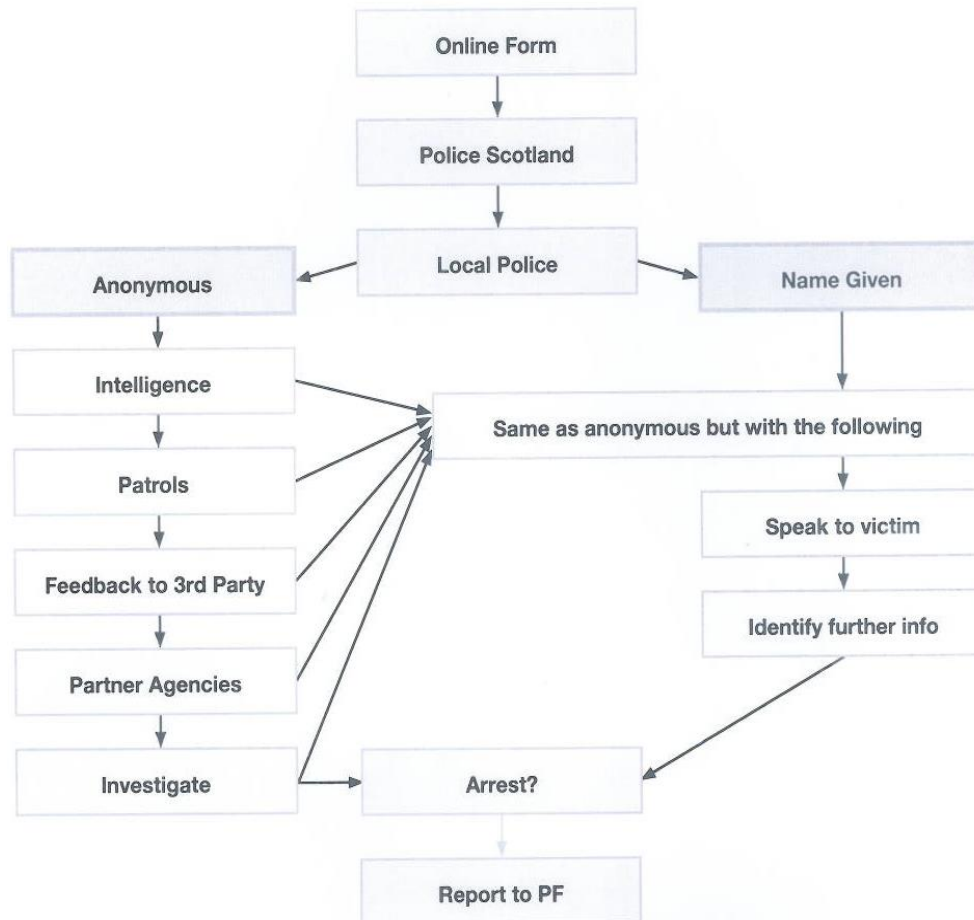 Online Form
Police Scotland
Local Police
Anonymous
Name Given
Intelligence
Same as anonymous but with the following
Patrols
Speak to victim
Feedback to 3rd Party
Identify further info
Partner Agencies
Investigate
Arrest?
Report to PF